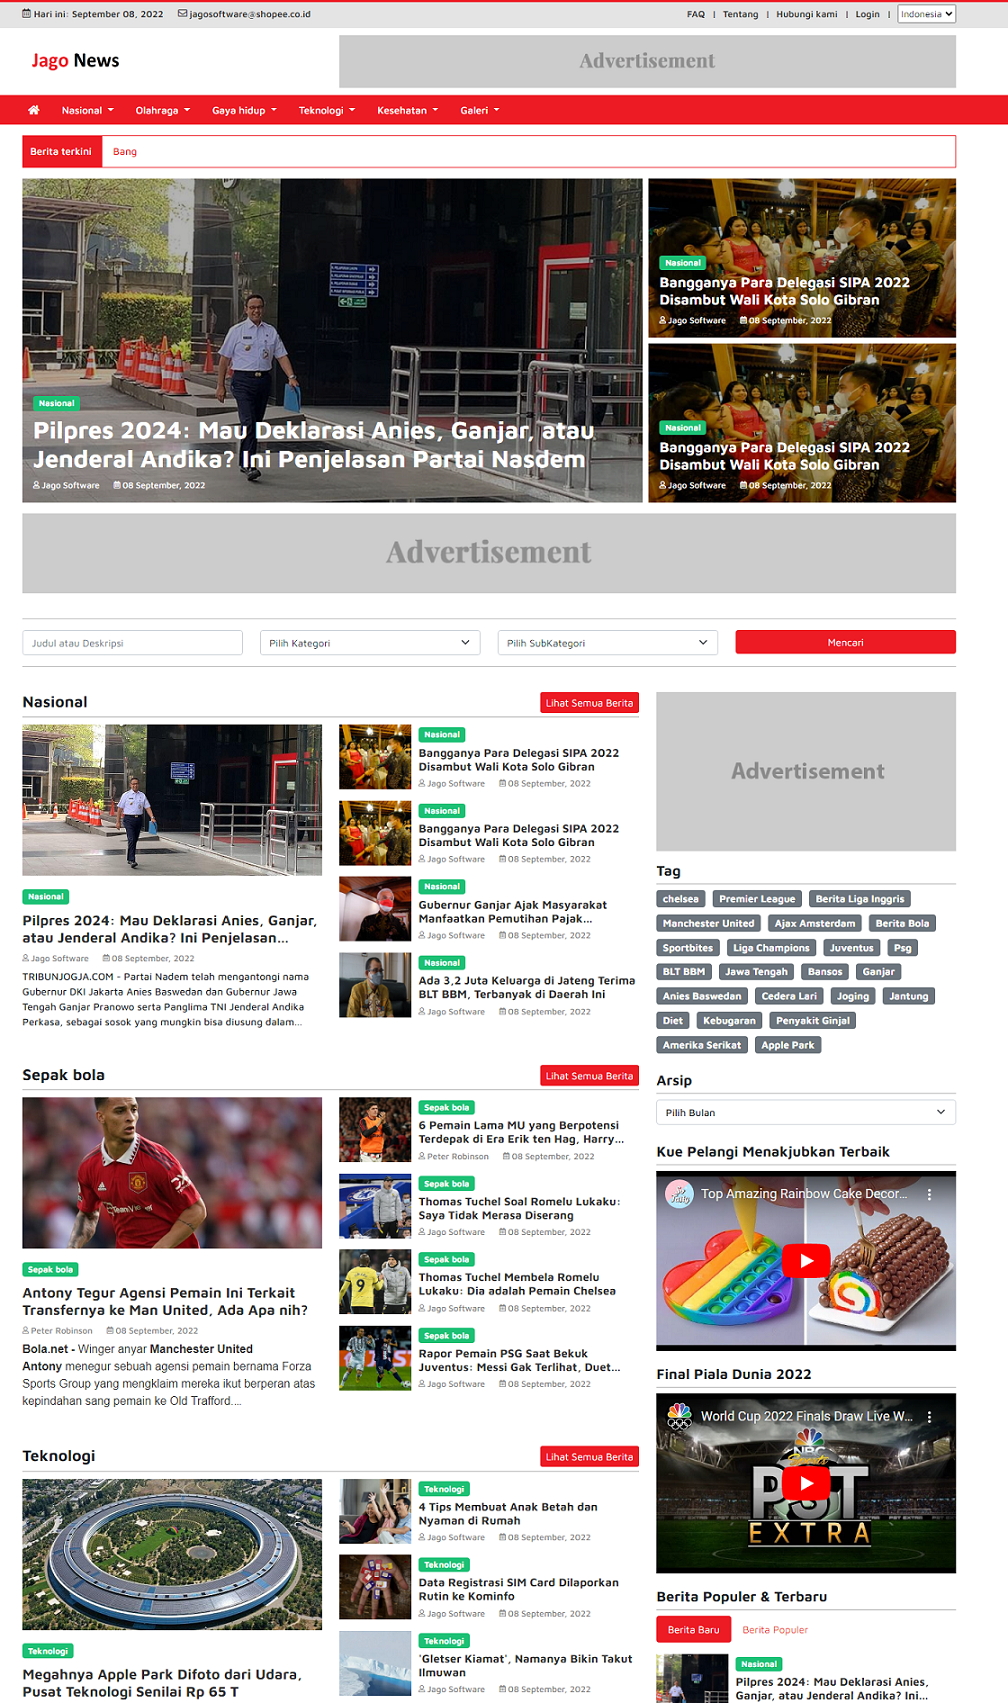 Hari ini: September 08, 2022
jagosoftware@shopee.co.id
FAQ | Tentang | Hubungi kami | Login | Indonesia
Jago News
Advertisement
Nasional
Olahraga
Gaya hidup
Teknologi
Kesehatan
Galeri
Berita terkini
Bang
Nasional
Pilpres 2024: Mau Deklarasi Anies, Ganjar, atau
Jenderal Andika? Ini Penjelasan Partai Nasdem
Jago Software 08 September, 2022
Nasional
Bangganya Para Delegasi SIPA 2022
Disambut Wali Kota Solo Gibran
Jago Software 08 September, 2022
Nasional
Bangganya Para Delegasi SIPA 2022
Disambut Wali Kota Solo Gibran
Jago Software 08 September, 2022
Advertisement
Judul atau Deskripsi
Pilih Kategori
Pilih SubKategori
Mencari
Nasional
Lihat Semua Berita
Nasional
Pilpres 2024: Mau Deklarasi Anies, Ganjar,
atau Jenderal Andika? Ini Penjelasan...
Jago Software 08 September, 2022
TRIBUNJOGJA.COM - Partai Nadem telah mengantongi nama
Gubernur DKI Jakarta Anies Baswedan dan Gubernur Jawa
Tengah Ganjar Pranowo serta Panglima TNI Jenderal Andika
Perkasa, sebagai sosok yang mungkin bisa diusung dalam...
Nasional
Bangganya Para Delegasi SIPA 2022
Disambut Wali Kota Solo Gibran
Jago Software 08 September, 2022
Nasional
Bangganya Para Delegasi SIPA 2022
Disambut Wali Kota Solo Gibran
Jago Software 08 September, 2022
Nasional
Gubernur Ganjar Ajak Masyarakat
Manfaatkan Pemutihan Pajak...
Jago Software 08 September, 2022
Nasional
Ada 3,2 Juta Keluarga di Jateng Terima
BLT BBM, Terbanyak di Daerah Ini
Jago Software 08 September, 2022
Sepak bola
Lihat Semua Berita
Sepak bola
Antony Tegur Agensi Pemain Ini Terkait
Transfernya ke Man United, Ada Apa nih?
Peter Robinson 08 September, 2022
Bola.net - Winger anyar Manchester United
Antony menegur sebuah agensi pemain bernama Forza
Sports Group yang mengklaim mereka ikut berperan atas
kepindahan sang pemain ke Old Trafford....
Sepak bola
6 Pemain Lama MU yang Berpotensi
Terdepak di Era Erik ten Hag, Harry...
Peter Robinson 08 September, 2022
Sepak bola
Thomas Tuchel Soal Romelu Lukaku:
Saya Tidak Merasa Diserang
Jago Software 08 September, 2022
Sepak bola
Thomas Tuchel Membela Romelu
Lukaku: Dia adalah Pemain Chelsea
Jago Software 08 September, 2022
Sepak bola
Rapor Pemain PSG Saat Bekuk
Juventus: Messi Gak Terlihat, Duet...
Jago Software 08 September, 2022
Teknologi
Lihat Semua Berita
Teknologi
Megahnya Apple Park Difoto dari Udara,
Pusat Teknologi Senilai Rp 65 T
Teknologi
4 Tips Membuat Anak Betah dan
Nyaman di Rumah
Jago Software 08 September, 2022
Teknologi
Data Registrasi SIM Card Dilaporkan
Rutin ke Kominfo
Jago Software 08 September, 2022
Teknologi
'Gletser Kiamat', Namanya Bikin Takut
Ilmuwan
Jago Software 08 September, 2022
Advertisement
Tag
chelsea Premier League Berita Liga Inggris
Manchester United Ajax Amsterdam Berita Bola
Sportbites Liga Champions Juventus Psg
BLT BBM Jawa Tengah Bansos Ganjar
Anies Baswedan Cedera Lari Joging Jantung
Diet Kebugaran Penyakit Ginjal
Amerika Serikat Apple Park
Arsip
Pilih Bulan
Kue Pelangi Menakjubkan Terbaik
Top Amazing Rainbow Cake Decor...
Final Piala Dunia 2022
World Cup 2022 Finals Draw Live W...
NBC
PST
EXTRA
Berita Populer & Terbaru
Berita Baru
Berita Populer
Nasional
Pilpres 2024: Mau Deklarasi Anies,
Ganjar, atau Jenderal Andika? Ini...